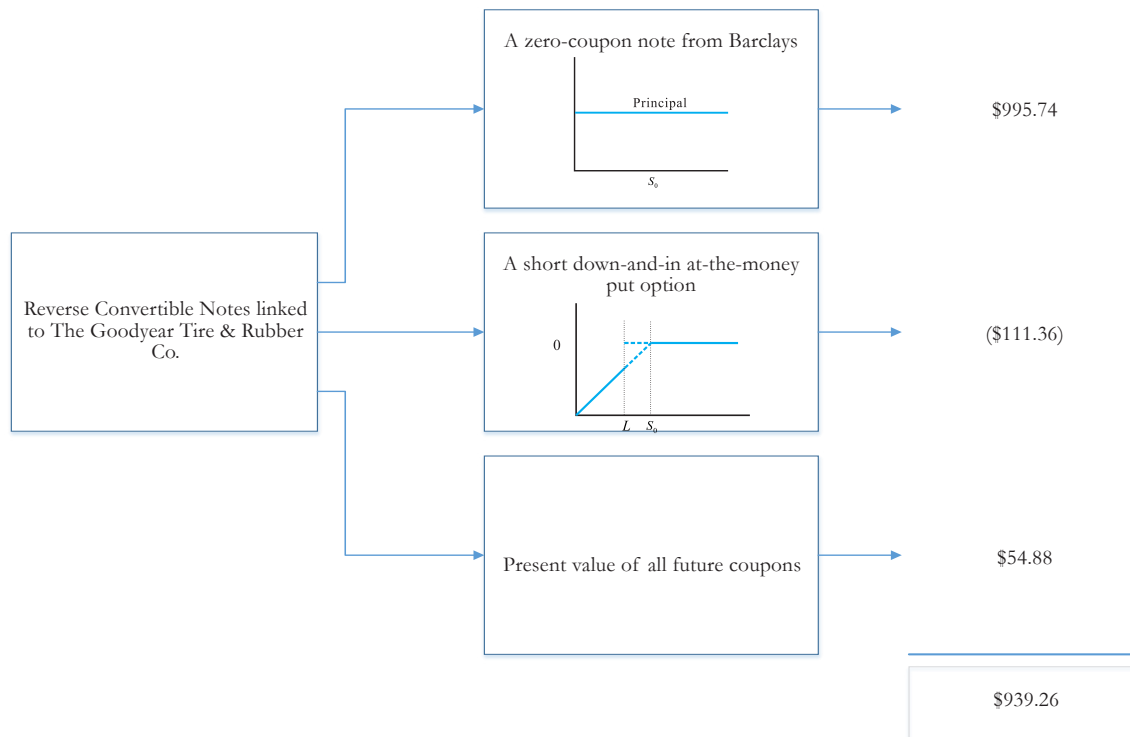 A zero-coupon note from Barclays
Principal
S₀
$995.74
Reverse Convertible Notes linked
to The Goodyear Tire & Rubber
Co.
A short down-and-in at-the-money
put option
0
L S₀
($111.36)
Present value of all future coupons
$54.88
$939.26